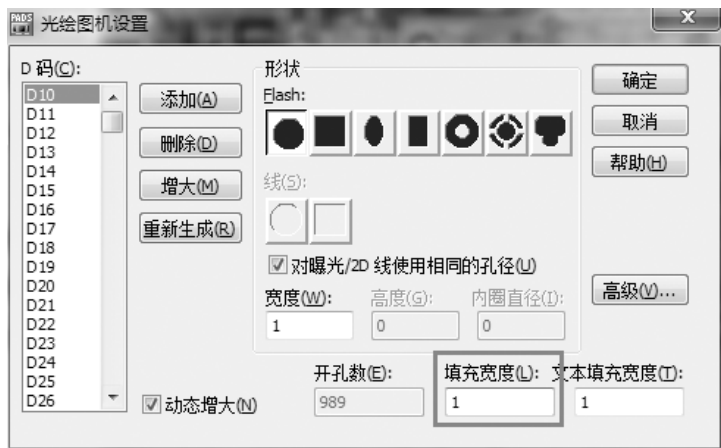 PADS 光绘图机设置
D 码(C):
D10
D11
D12
D13
D14
D15
D16
D17
D18
D19
D20
D21
D22
D23
D24
D25
D26
添加(A)
删除(D)
增大(M)
重新生成(R)
动态增大(N)
形状
Flash:
线(S):
对曝光/2D 线使用相同的孔径(U)
宽度(W): 高度(G): 内圈直径(I):
1 0 0
开孔数(E): 填充宽度(L): 文本填充宽度(T):
989 1 1
确定
取消
帮助(H)
高级(V)...